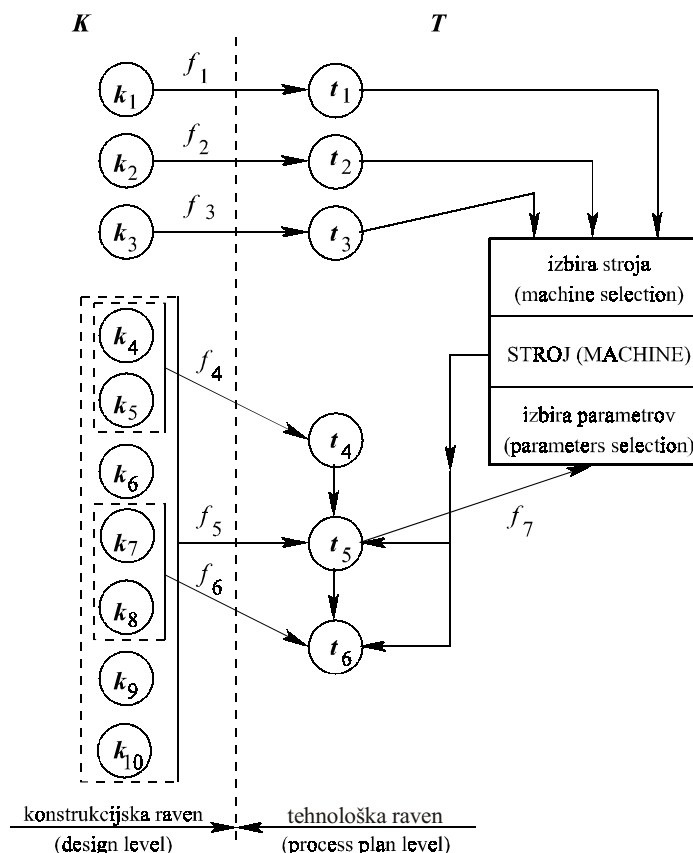 K T
k1 f1 t1
k2 f2 t2
k3 f3 t3
izbira stroja
(machine selection)
STROJ (MACHINE)
izbira parametrov
(parameters selection)
k4 f4
k5
t4
k6
k7 f5 t5 f7
f6
k8
t6
k9
k10
konstrukcijska raven tehnološka raven
(design level) (process plan level)